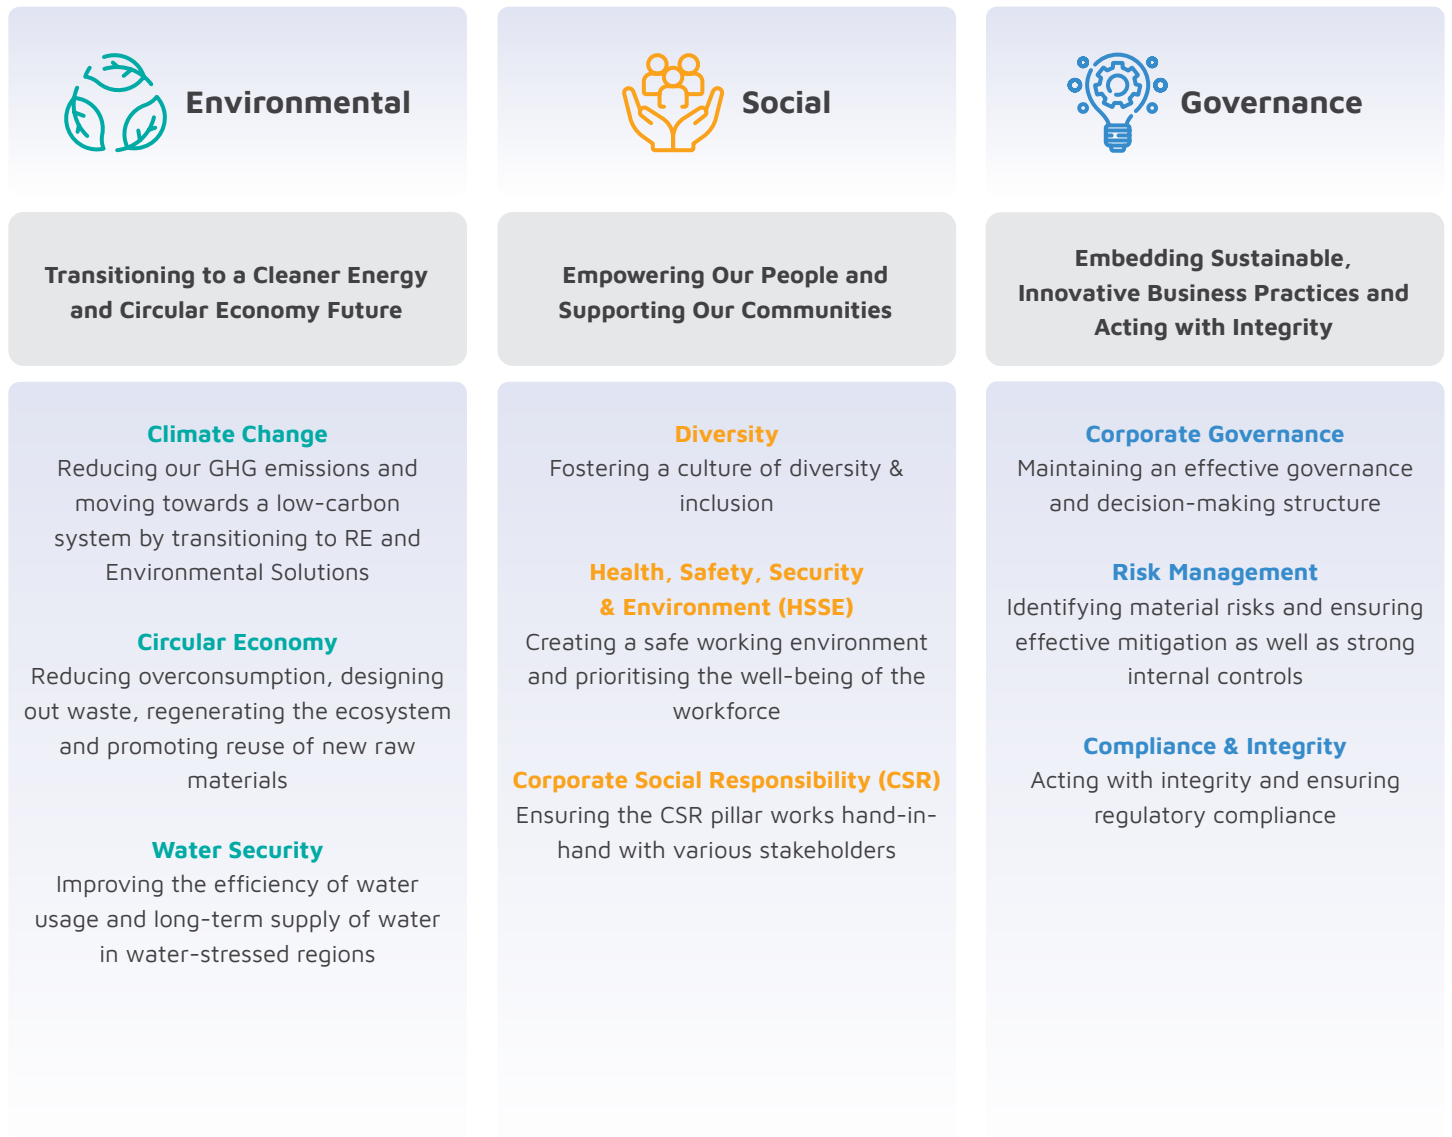 Environmental
Transitioning to a Cleaner Energy
and Circular Economy Future
Climate Change
Reducing our GHG emissions and
moving towards a low-carbon
system by transitioning to RE and
Environmental Solutions
Circular Economy
Reducing overconsumption, designing
out waste, regenerating the ecosystem
and promoting reuse of new raw
materials
Water Security
Improving the efficiency of water
usage and long-term supply of water
in water-stressed regions
Social
Empowering Our People and
Supporting Our Communities
Diversity
Fostering a culture of diversity &
inclusion
Health, Safety, Security
& Environment (HSSE)
Creating a safe working environment
and prioritising the well-being of the
workforce
Corporate Social Responsibility (CSR)
Ensuring the CSR pillar works hand-in-
hand with various stakeholders
Governance
Embedding Sustainable,
Innovative Business Practices and
Acting with Integrity
Corporate Governance
Maintaining an effective governance
and decision-making structure
Risk Management
Identifying material risks and ensuring
effective mitigation as well as strong
internal controls
Compliance & Integrity
Acting with integrity and ensuring
regulatory compliance